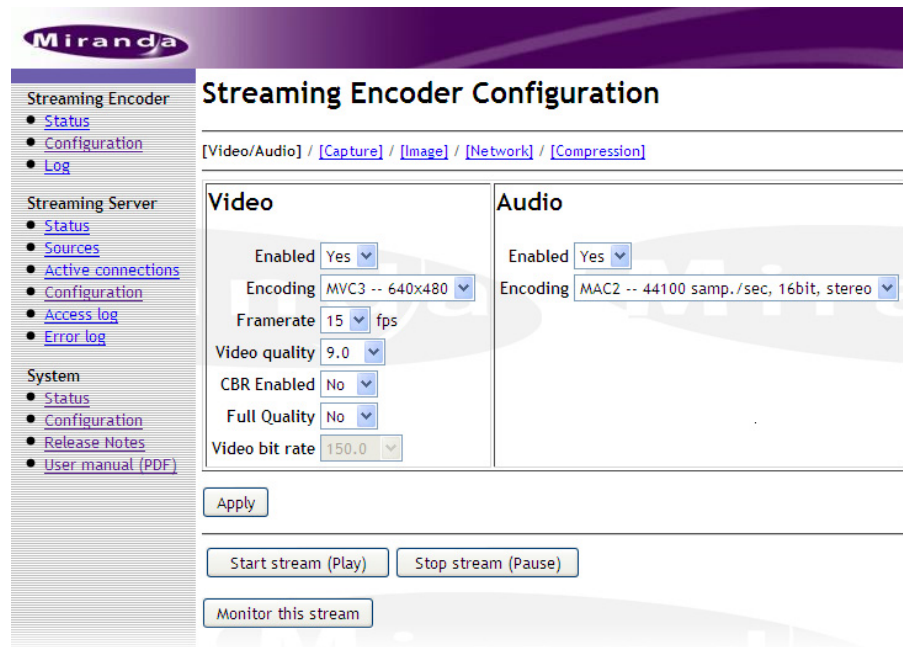 Miranda
Streaming Encoder
Status
Configuration
Log
Streaming Server
Status
Sources
Active connections
Configuration
Access log
Error log
System
Status
Configuration
Release Notes
User manual (PDF)
Streaming Encoder Configuration
[Video/Audio] / [Capture] / [Image] / [Network] / [Compression]
Video
Enabled Yes
Encoding MVC3 -- 640x480
Framerate 15 fps
Video quality 9.0
CBR Enabled No
Full Quality No
Video bit rate 150.0
Audio
Enabled Yes
Encoding MAC2 -- 44100 samp./sec, 16bit, stereo
Apply
Start stream (Play) Stop stream (Pause)
Monitor this stream